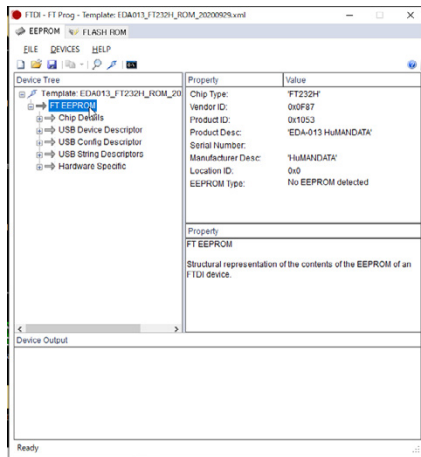 FTDI - FT Prog - Template: EDA013_FT232H_ROM_20200929.xml
EEPROM
FLASH ROM
FILE DEVICES HELP
Device Tree
Template: EDA013_FT232H_ROM_20
FT EEPROM
Chip Details
USB Device Descriptor
USB Config Descriptor
USB String Descriptors
Hardware Specific
Property Value
Chip Type: 'FT232H'
Vendor ID: 0x0F87
Product ID: 0x1053
Product Desc: 'EDA-013 HuMANDATA'
Serial Number:
Manufacturer Desc: 'HuMANDATA'
Location ID: 0x0
EEPROM Type: No EEPROM detected
Property
FT EEPROM
Structural representation of the contents of the EEPROM of an
FTDI device.
Device Output
Ready